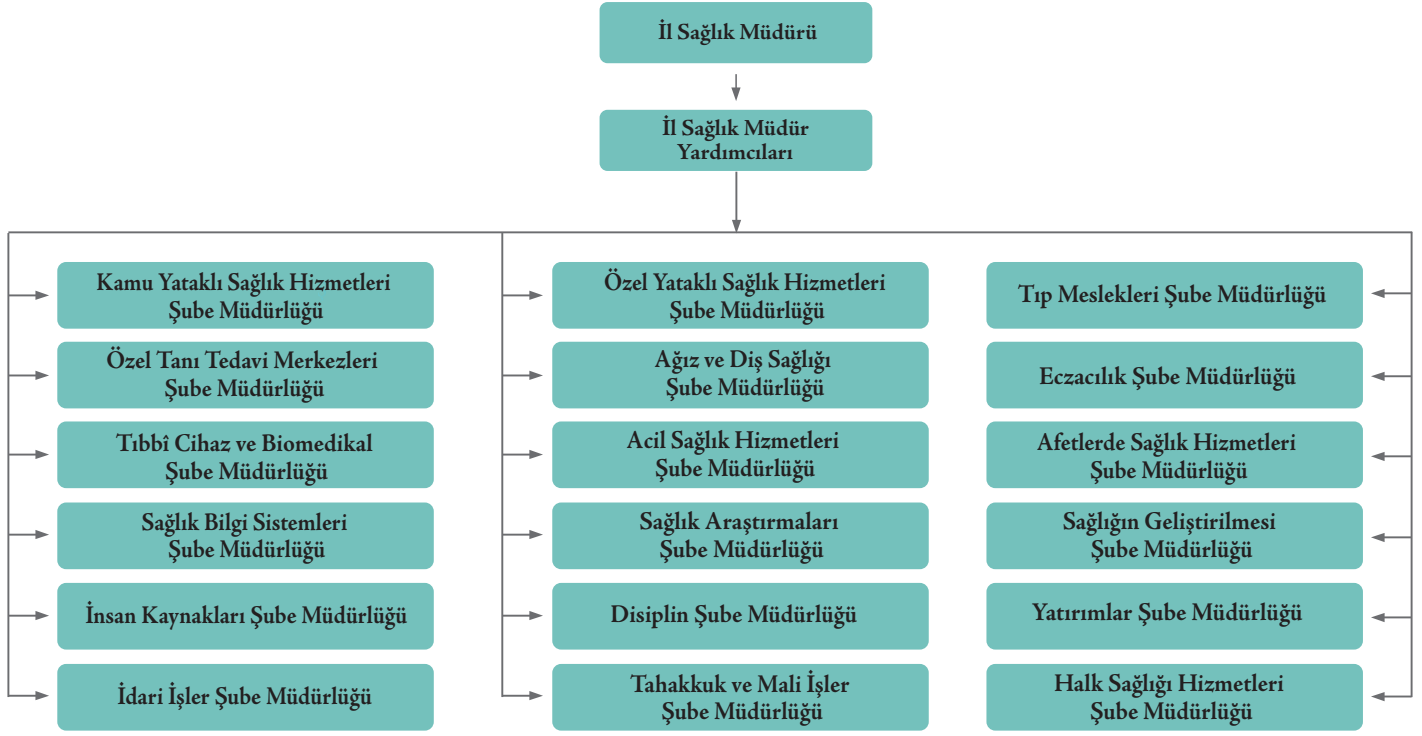 İl Sağlık Müdürü
İl Sağlık Müdür
Yardımcıları
Kamu Yataklı Sağlık Hizmetleri
Şube Müdürlüğü
Özel Yataklı Sağlık Hizmetleri
Şube Müdürlüğü
Tıp Meslekleri Şube Müdürlüğü
Özel Tanı Tedavi Merkezleri
Şube Müdürlüğü
Ağız ve Diş Sağlığı
Şube Müdürlüğü
Eczacılık Şube Müdürlüğü
Tıbbî Cihaz ve Biomedikal
Şube Müdürlüğü
Acil Sağlık Hizmetleri
Şube Müdürlüğü
Afetlerde Sağlık Hizmetleri
Şube Müdürlüğü
Sağlık Bilgi Sistemleri
Şube Müdürlüğü
Sağlık Araştırmaları
Şube Müdürlüğü
Sağlığın Geliştirilmesi
Şube Müdürlüğü
İnsan Kaynakları Şube Müdürlüğü
Disiplin Şube Müdürlüğü
Yatırımlar Şube Müdürlüğü
İdari İşler Şube Müdürlüğü
Tahakkuk ve Mali İşler
Şube Müdürlüğü
Halk Sağlığı Hizmetleri
Şube Müdürlüğü